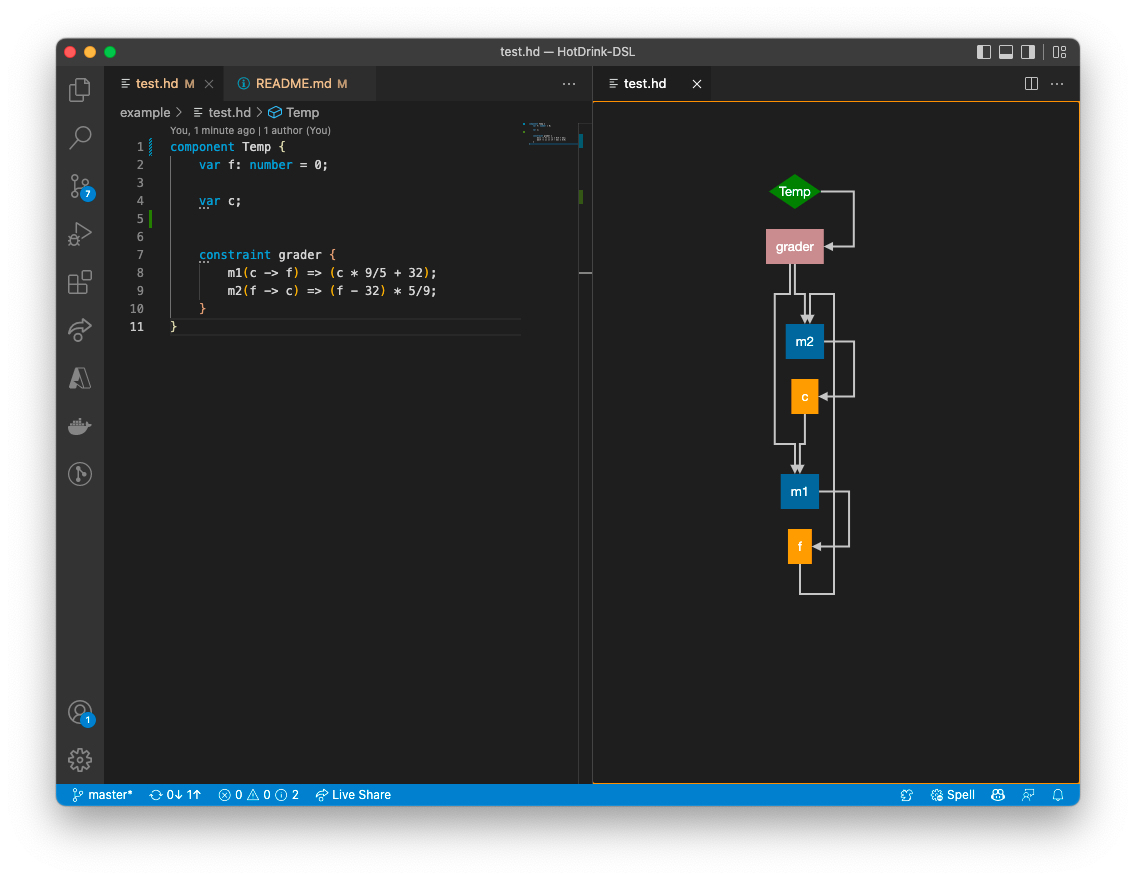 test.hd — HotDrink-DSL
test.hd M
README.md M
test.hd
example > test.hd > Temp
You, 1 minute ago | 1 author (You)
1 component Temp {
2 var f: number = 0;
3
4 var c;
5
6
7 constraint grader {
8 m1(c -> f) => (c * 9/5 + 32);
9 m2(f -> c) => (f - 32) * 5/9;
10 }
11 }
Temp
grader
m2
c
m1
f
7
1
master* 0↓ 1↑ 0 0 2 Live Share Spell